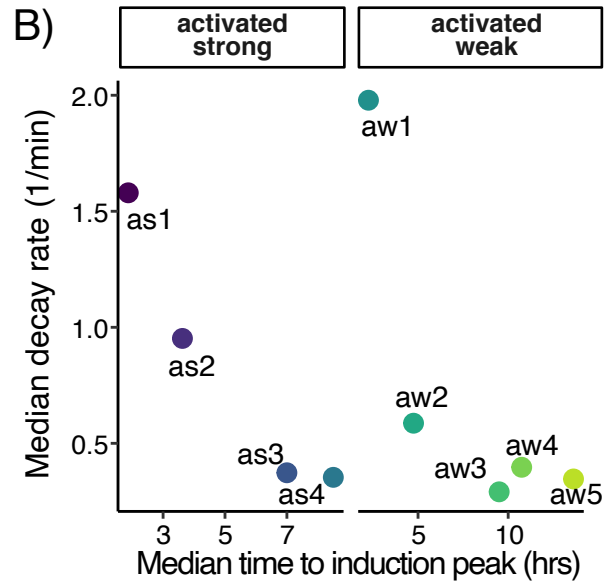 B)
activated
strong
activated
weak
Median decay rate (1/min)
2.0
1.5
1.0
0.5
as1
as2
as3
as4
aw1
aw2
aw3
aw4
aw5
3 5 7
5 10
Median time to induction peak (hrs)